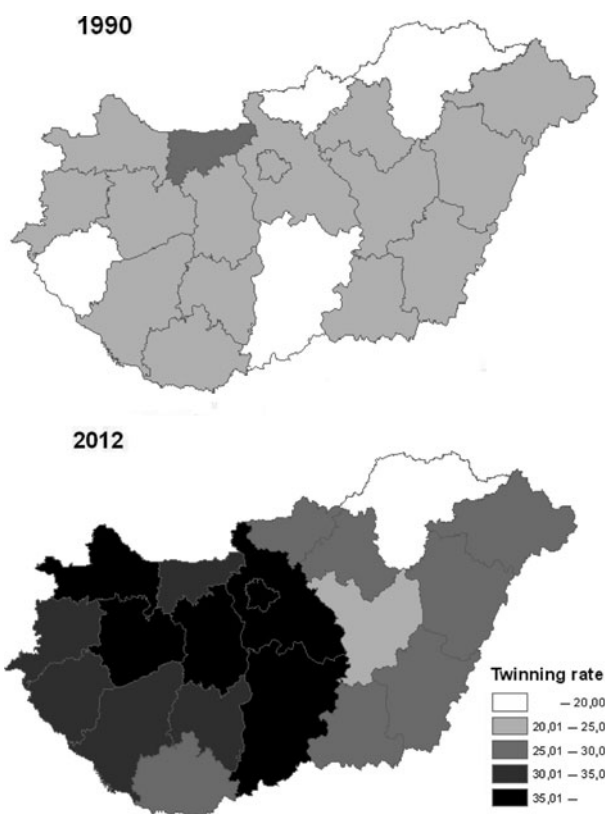 1990
2012
Twinning rate
— 20,00
20,01 — 25,0
25,01 — 30,0
30,01 — 35,0
35,01 —